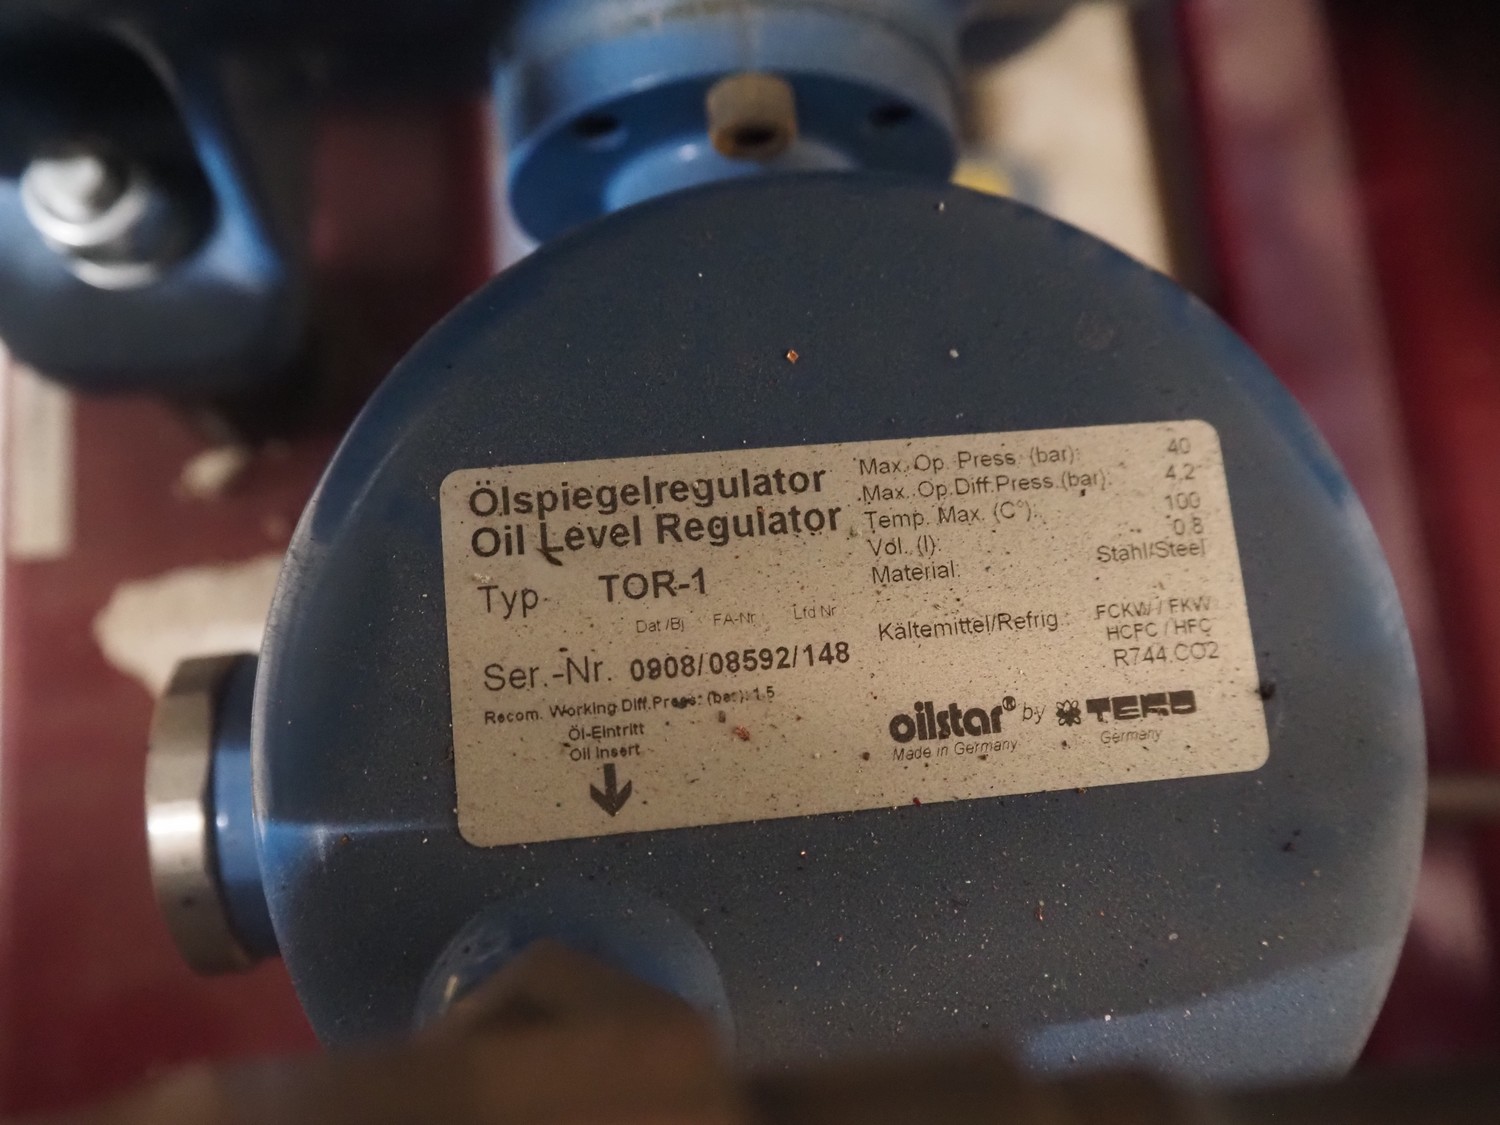 Ölspiegelregulator
Oil Level Regulator
Typ TOR-1
Dat./Bj FA-Nr. Lfd Nr.
Ser.-Nr. 0908/08592/148
Recom. Working Diff.Press. (bar): 1,5
Öl-Eintritt
Oil Insert
Max. Op. Press. (bar): 40
Max. Op.Diff.Press.(bar): 4,2
Temp. Max. (C°): 100
Vol. (l): 0,8
Material: Stahl/Steel
Kältemittel/Refrig.: FCKW / FKW
HCFC / HFC
R744.CO2
oilstar® by TEKO
Made in Germany Germany